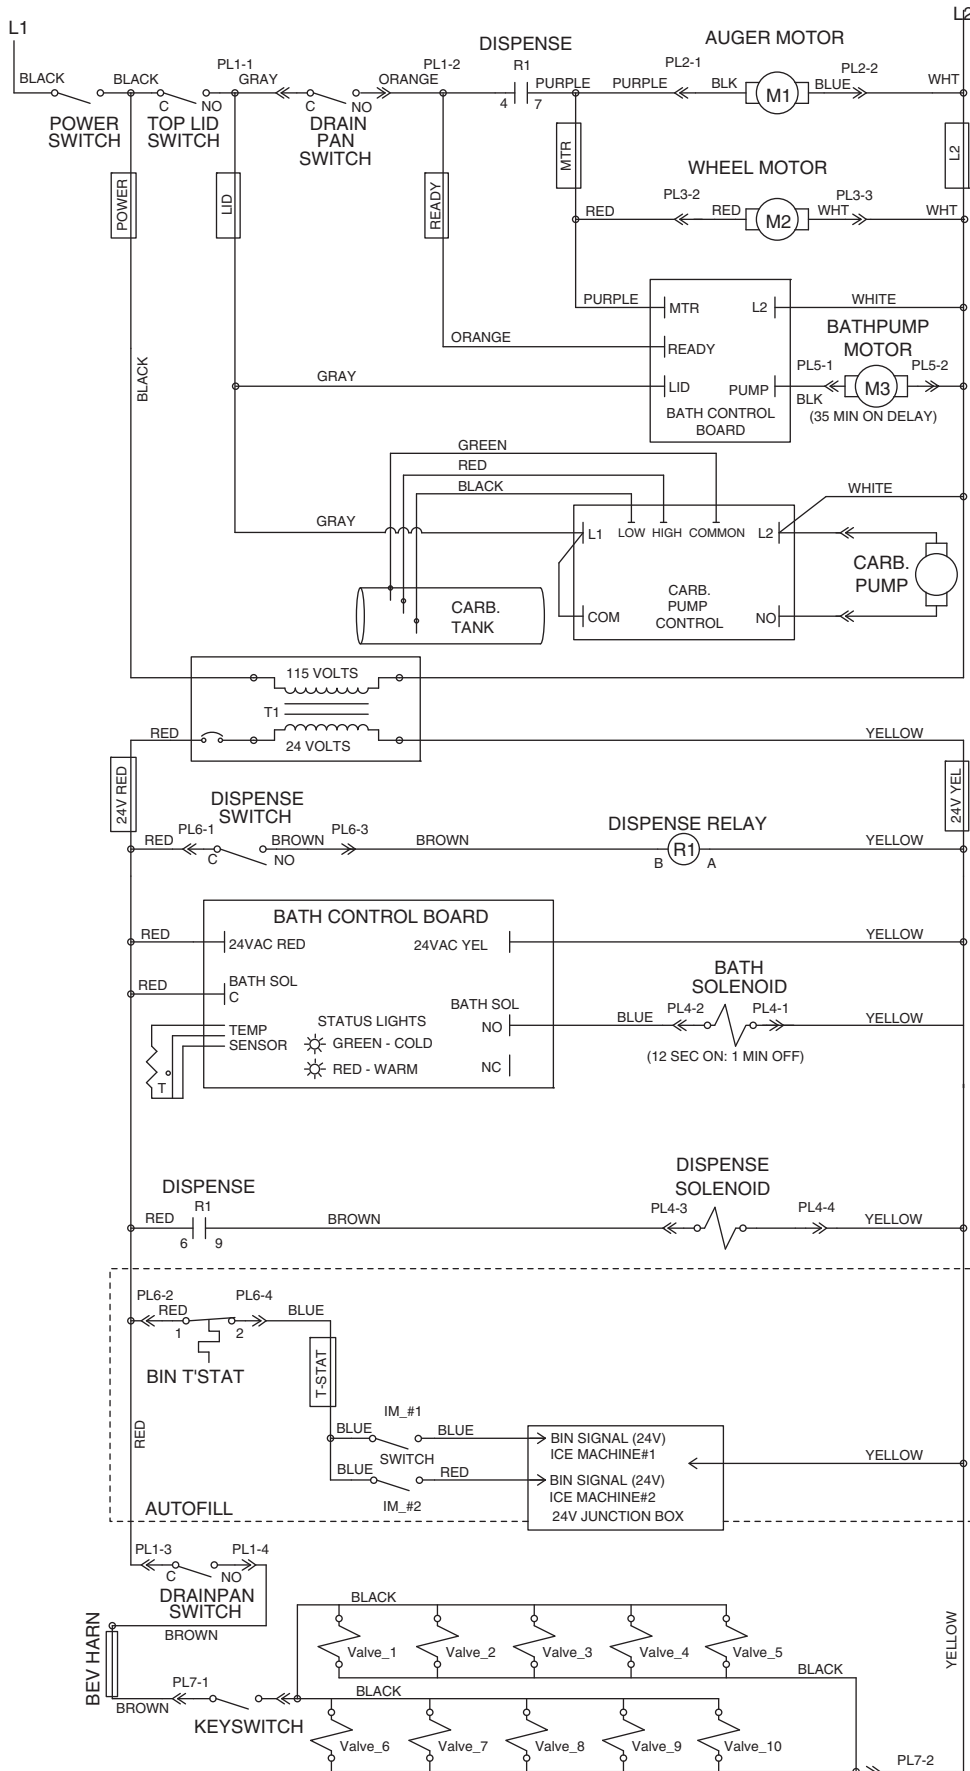 L1
L2
BLACK
POWER
SWITCH
BLACK
C
NO
TOP LID
SWITCH
PL1-1
GRAY
C
NO
DRAIN
PAN
SWITCH
PL1-2
ORANGE
DISPENSE
R1
4
7
PURPLE
PURPLE
AUGER MOTOR
PL2-1
BLK
M1
BLUE
PL2-2
WHT
POWER
LID
READY
MTR
L2
WHEEL MOTOR
RED
PL3-2
RED
M2
WHT
PL3-3
WHT
PURPLE
MTR
L2
WHITE
ORANGE
READY
BATHPUMP
MOTOR
BLACK
GRAY
LID
PUMP
PL5-1
BLK
M3
PL5-2
(35 MIN ON DELAY)
BATH CONTROL
BOARD
GREEN
RED
BLACK
WHITE
GRAY
L1
LOW
HIGH
COMMON
L2
CARB.
PUMP
CARB.
TANK
COM
CARB.
PUMP
CONTROL
NO
115 VOLTS
T1
24 VOLTS
RED
YELLOW
24V RED
24V YEL
DISPENSE
SWITCH
RED
PL6-1
C
NO
BROWN
PL6-3
BROWN
DISPENSE RELAY
B
R1
A
YELLOW
BATH CONTROL BOARD
RED
24VAC RED
24VAC YEL
YELLOW
RED
BATH SOL
C
BATH SOL
NO
BATH
SOLENOID
BLUE
PL4-2
PL4-1
YELLOW
(12 SEC ON: 1 MIN OFF)
TEMP
SENSOR
T
STATUS LIGHTS
GREEN - COLD
RED - WARM
NC
DISPENSE
R1
RED
6
9
BROWN
DISPENSE
SOLENOID
PL4-3
PL4-4
YELLOW
PL6-2
RED
1
2
PL6-4
BLUE
BIN T'STAT
T-STAT
RED
IM_#1
BLUE
BLUE
SWITCH
BLUE
RED
IM_#2
BIN SIGNAL (24V)
ICE MACHINE#1
BIN SIGNAL (24V)
ICE MACHINE#2
24V JUNCTION BOX
YELLOW
AUTOFILL
PL1-3
C
NO
PL1-4
DRAINPAN
SWITCH
BROWN
BEV HARN
BROWN
PL7-1
KEYSWITCH
BLACK
Valve_1
Valve_2
Valve_3
Valve_4
Valve_5
BLACK
BLACK
Valve_6
Valve_7
Valve_8
Valve_9
Valve_10
YELLOW
PL7-2